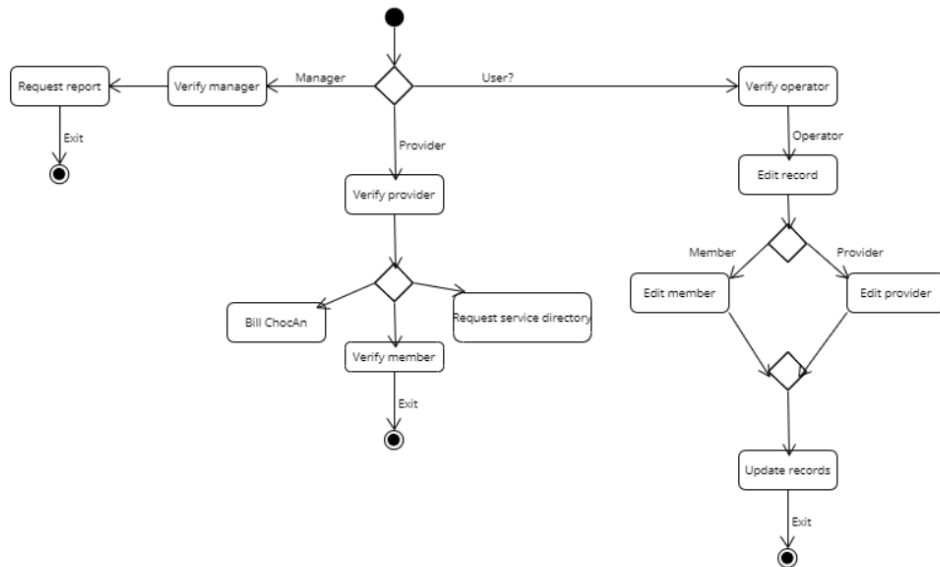 Manager
User?
Request report
Verify manager
Verify operator
Exit
Operator
Provider
Edit record
Verify provider
Member
Provider
Edit member
Edit provider
Bill ChocAn
Request service directory
Verify member
Exit
Update records
Exit